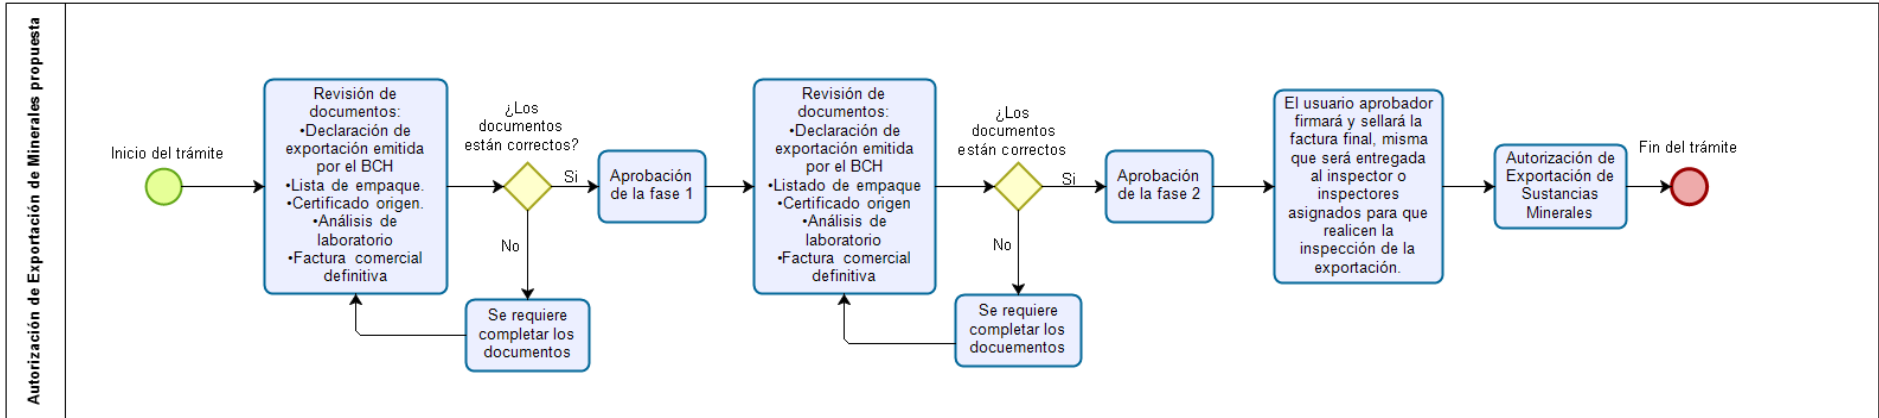 Autorización de Exportación de Minerales propuesta
Inicio del trámite
Revisión de
documentos:
•Declaración de
exportación emitida
por el BCH
•Lista de empaque.
•Certificado origen.
•Análisis de
laboratorio
•Factura comercial
definitiva
¿Los
documentos
están correctos?
Si
No
Se requiere
completar los
documentos
Aprobación
de la fase 1
Revisión de
documentos:
•Declaración de
exportación emitida
por el BCH
•Listado de empaque
•Certificado origen
•Análisis de
laboratorio
•Factura comercial
definitiva
¿Los
documentos
están correctos
Si
No
Se requiere
completar los
docuementos
Aprobación
de la fase 2
El usuario aprobador
firmará y sellará la
factura final, misma
que será entregada
al inspector o
inspectores
asignados para que
realicen la
inspección de la
exportación.
Autorización de
Exportación de
Sustancias
Minerales
Fin del trámite